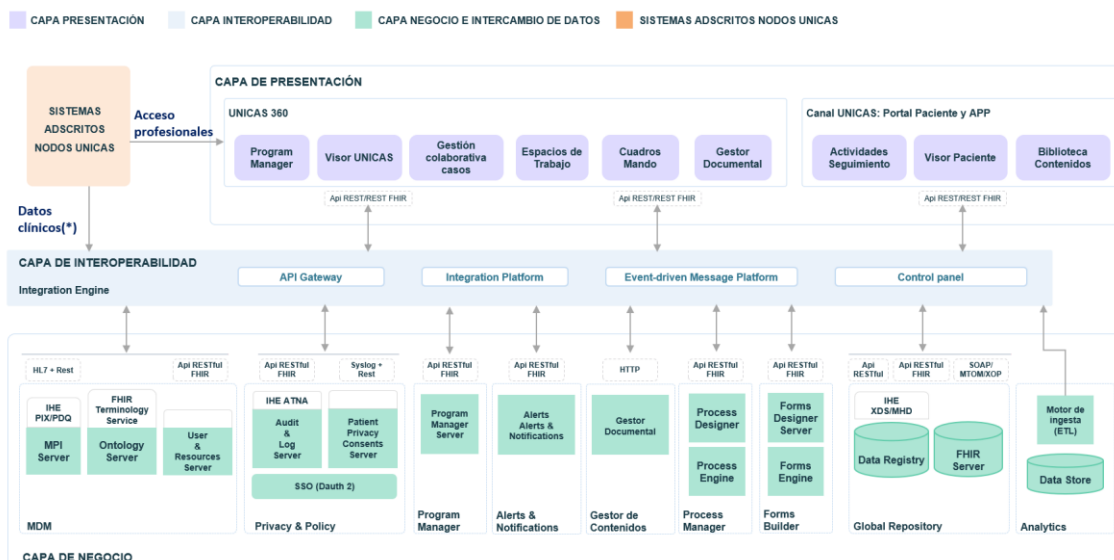 CAPA PRESENTACIÓN
CAPA INTEROPERABILIDAD
CAPA NEGOCIO E INTERCAMBIO DE DATOS
SISTEMAS ADSCRITOS NODOS UNICAS
SISTEMAS
ADSCRITOS
NODOS UNICAS
Acceso
profesionales
Datos
clínicos(*)
CAPA DE PRESENTACIÓN
UNICAS 360
Program
Manager
Visor UNICAS
Gestión
colaborativa
casos
Espacios de
Trabajo
Cuadros
Mando
Gestor
Documental
Canal UNICAS: Portal Paciente y APP
Actividades
Seguimiento
Visor Paciente
Biblioteca
Contenidos
Api REST/REST FHIR
Api REST/REST FHIR
Api REST/REST FHIR
CAPA DE INTEROPERABILIDAD
Integration Engine
API Gateway
Integration Platform
Event-driven Message Platform
Control panel
HL7 + Rest
Api RESTful
FHIR
IHE
PIX/PDQ
MPI
Server
FHIR
Terminology
Service
Ontology
Server
User
&
Resources
Server
MDM
Api RESTful
FHIR
Syslog +
Rest
IHE ATNA
Audit
&
Log
Server
Patient
Privacy
Consents
Server
SSO (Oauth 2)
Privacy & Policy
Api RESTful
FHIR
Program
Manager
Server
Program
Manager
Api RESTful
FHIR
Alerts
Alerts &
Notifications
Alerts &
Notifications
HTTP
Gestor
Documental
Gestor de
Contenidos
Api RESTful
FHIR
Process
Designer
Process
Engine
Process
Manager
Api RESTful
FHIR
Forms
Designer
Server
Forms
Engine
Forms
Builder
Api
RESTful
Api RESTful
FHIR
SOAP/
MTOM/XOP
IHE
XDS/MHD
Data Registry
FHIR
Server
Global Repository
Motor de
ingesta
(ETL)
Data Store
Analytics
CAPA DE NEGOCIO